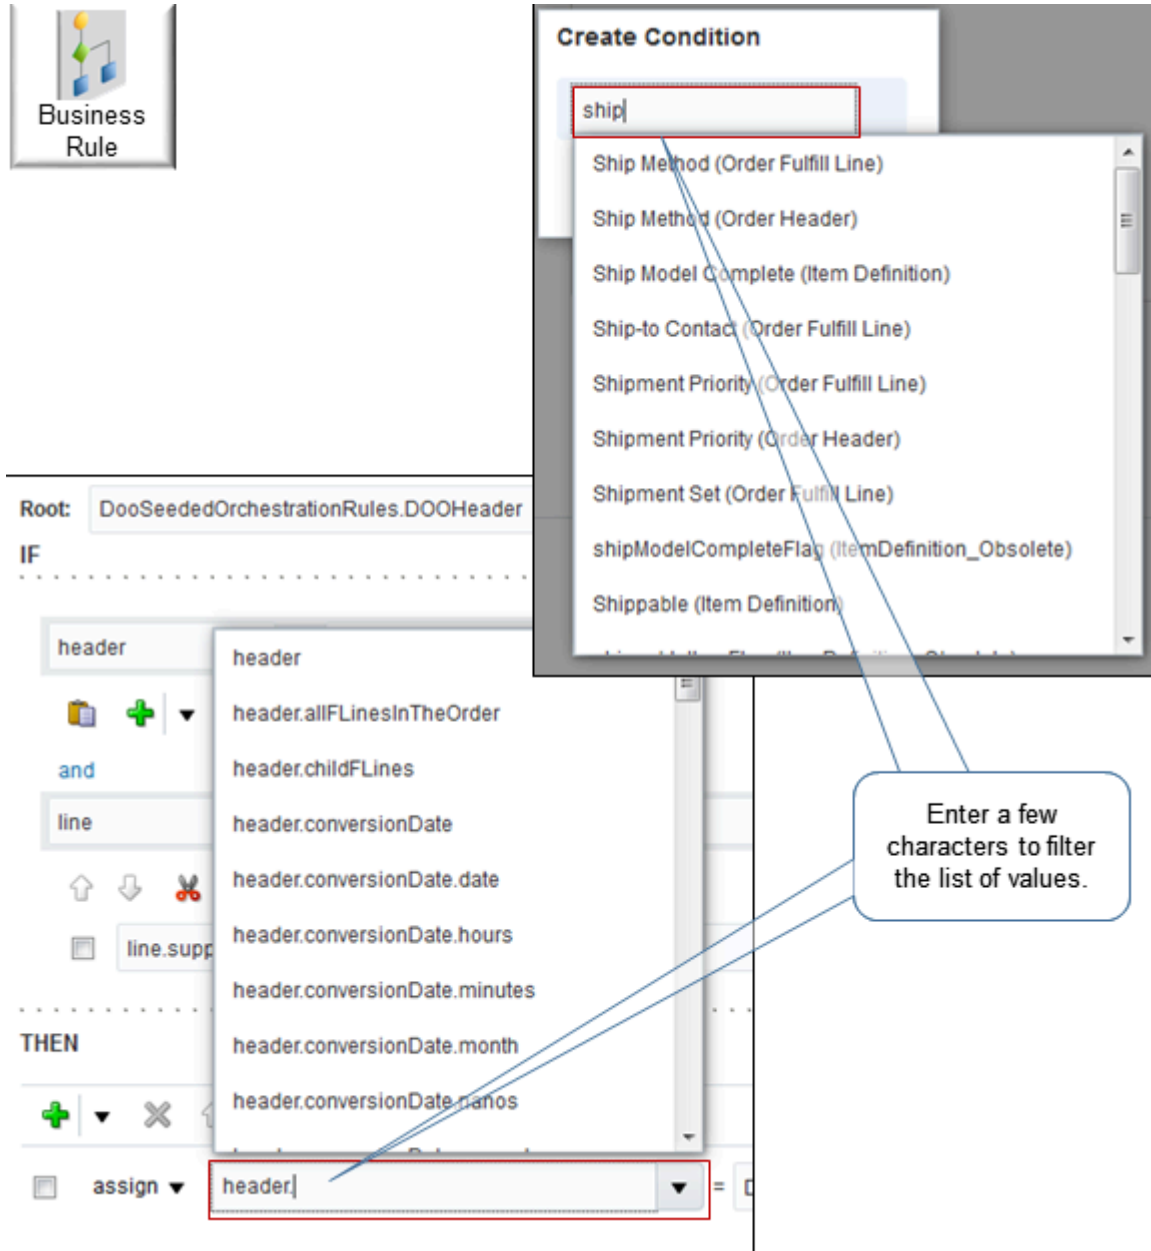 Business
Rule
Create Condition
ship
Ship Method (Order Fulfill Line)
Ship Method (Order Header)
Ship Model Complete (Item Definition)
Ship-to Contact (Order Fulfill Line)
Shipment Priority (Order Fulfill Line)
Shipment Priority (Order Header)
Shipment Set (Order Fulfill Line)
shipModelCompleteFlag (ItemDefinition_Obsolete)
Shippable (Item Definition)
Root: DooSeededOrchestrationRules.DOOHeader
IF
header
header
header.allFLinesInTheOrder
and
header.childFLines
line
header.conversionDate
header.conversionDate.date
line.supp
header.conversionDate.hours
header.conversionDate.minutes
THEN
header.conversionDate.month
header.conversionDate.nanos
assign header. =
Enter a few
characters to filter
the list of values.